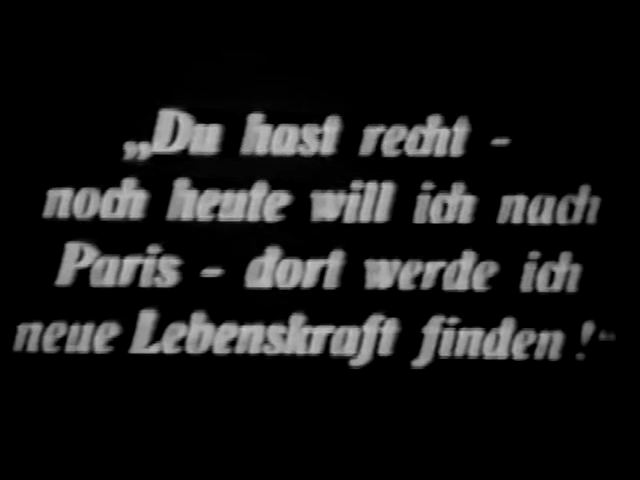 „Du hast recht -
noch heute will ich nach
Paris - dort werde ich
neue Lebenskraft finden !“